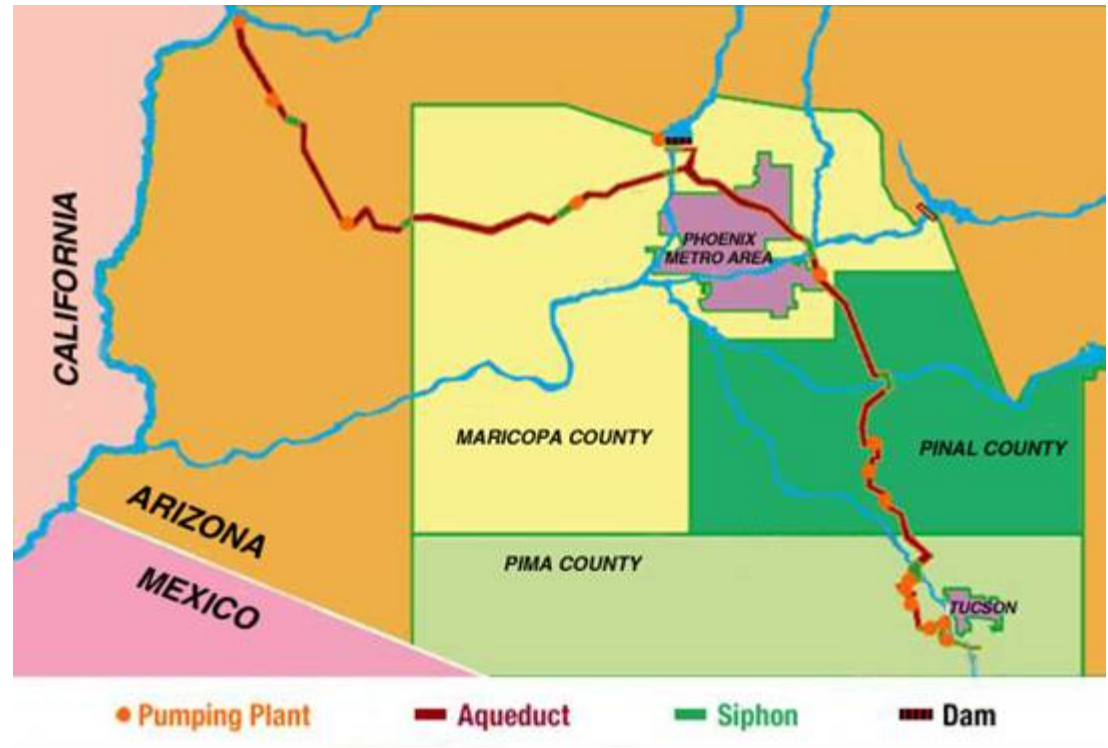 CALIFORNIA
PHOENIX
METRO AREA
MARICOPA COUNTY
PINAL COUNTY
ARIZONA
MEXICO
PIMA COUNTY
TUCSON
Pumping Plant
Aqueduct
Siphon
Dam